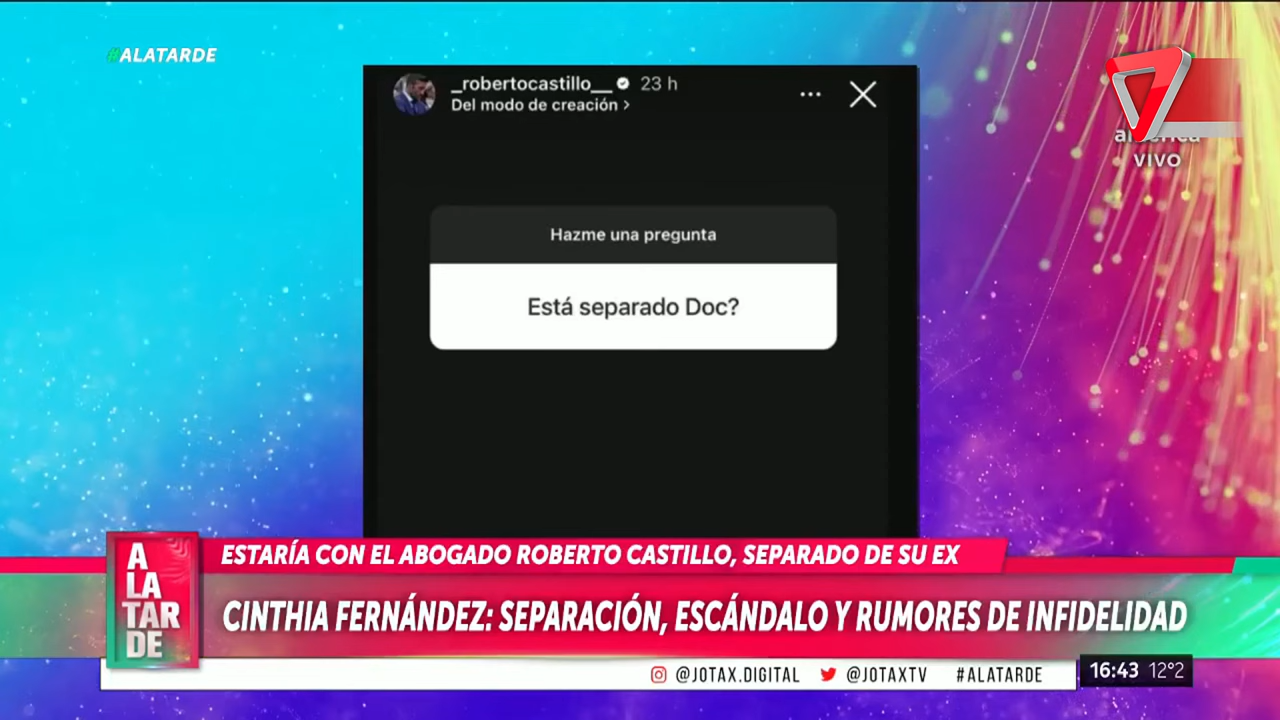 #ALATARDE
_robertocastillo__ 23 h
Del modo de creación >
VIVO
Hazme una pregunta
Está separado Doc?
A
LA
TAR
DE
ESTARÍA CON EL ABOGADO ROBERTO CASTILLO, SEPARADO DE SU EX
CINTHIA FERNÁNDEZ: SEPARACIÓN, ESCÁNDALO Y RUMORES DE INFIDELIDAD
@JOTAX.DIGITAL @JOTAXTV #ALATARDE
16:43 12°2